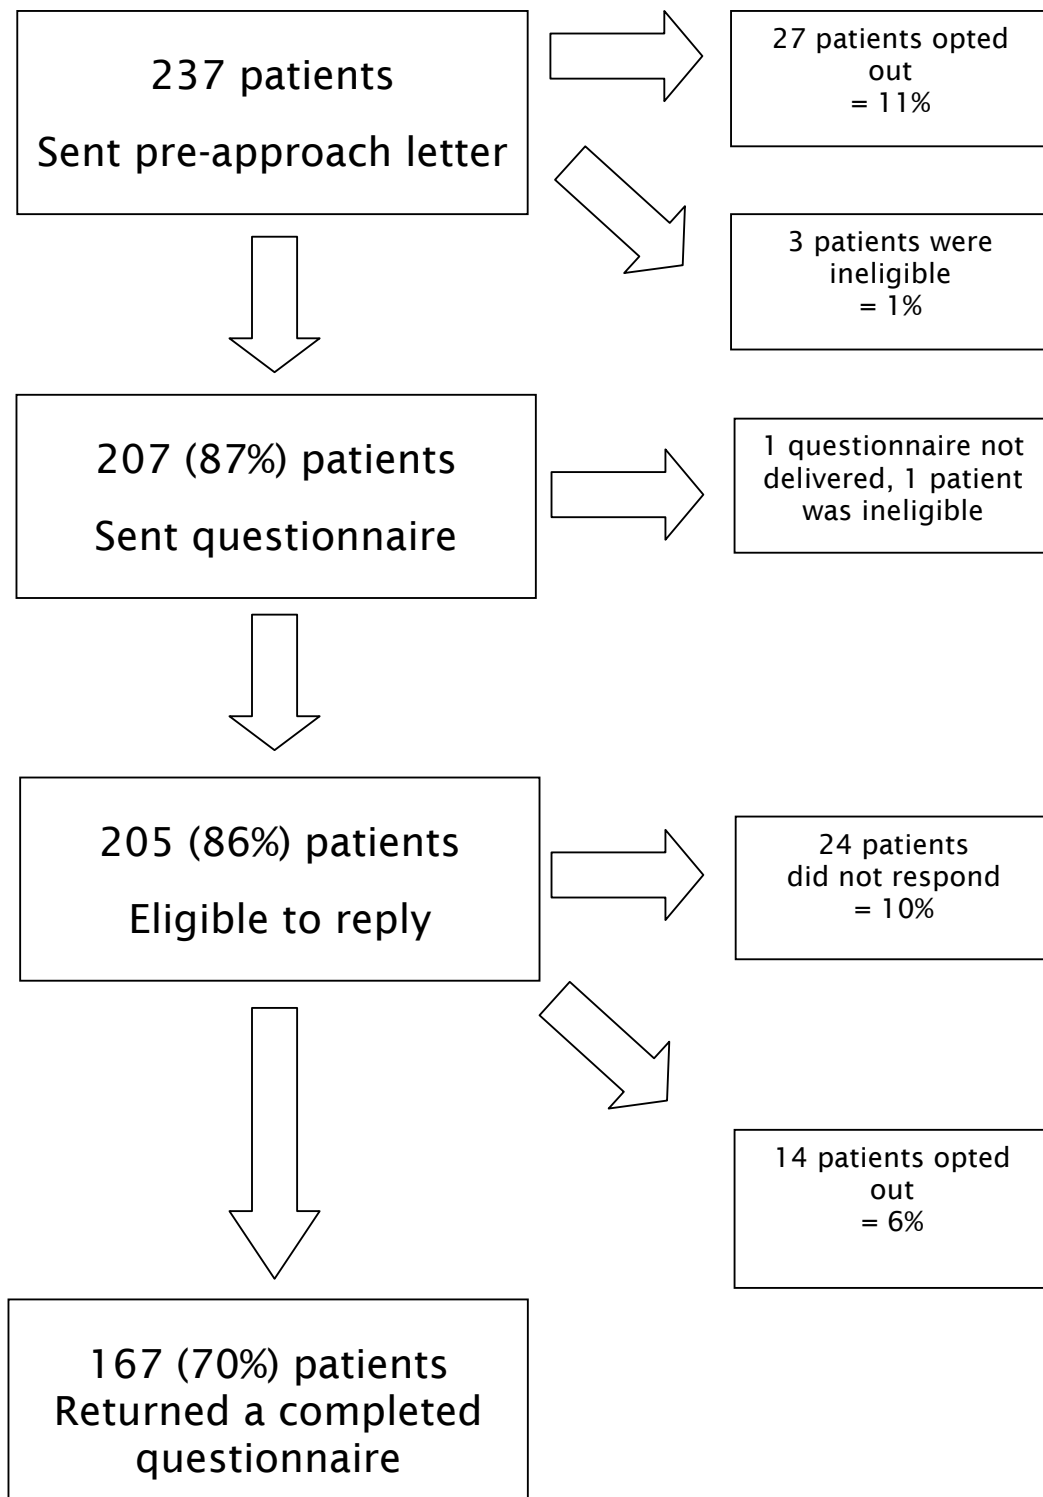 237 patients
Sent pre-approach letter
27 patients opted
out
= 11%
3 patients were
ineligible
= 1%
207 (87%) patients
Sent questionnaire
1 questionnaire not
delivered, 1 patient
was ineligible
205 (86%) patients
Eligible to reply
24 patients
did not respond
= 10%
14 patients opted
out
= 6%
167 (70%) patients
Returned a completed
questionnaire